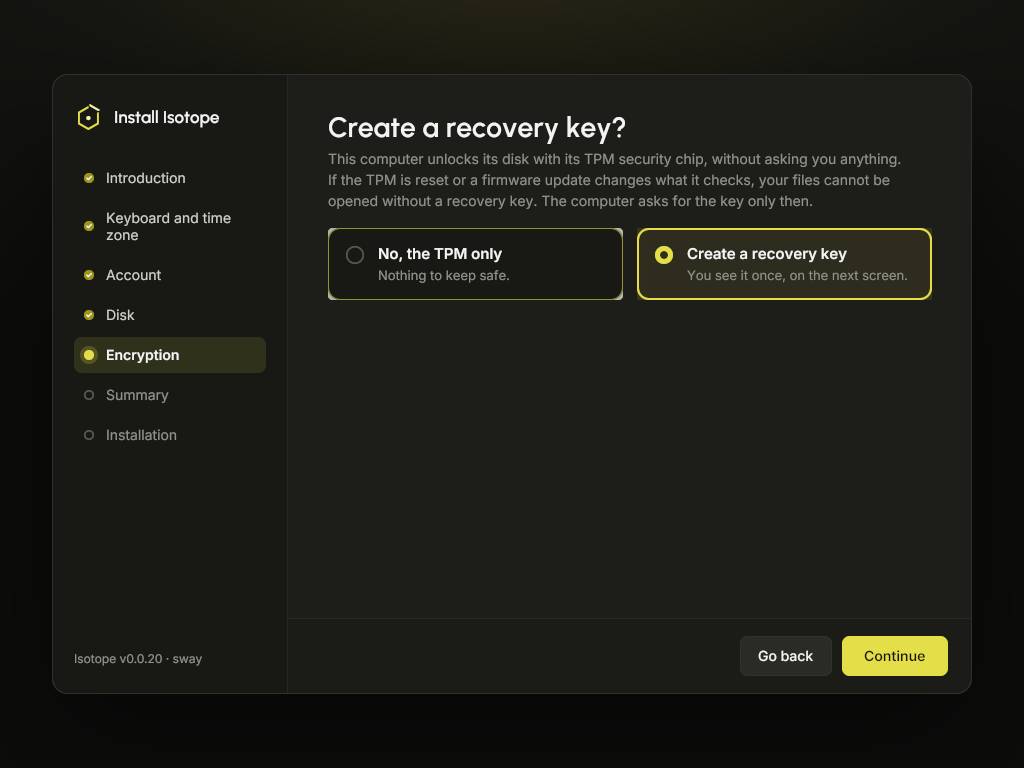 Install Isotope
Introduction
Keyboard and time
zone
Account
Disk
Encryption
Summary
Installation
Isotope v0.0.20 · sway
Create a recovery key?
This computer unlocks its disk with its TPM security chip, without asking you anything.
If the TPM is reset or a firmware update changes what it checks, your files cannot be
opened without a recovery key. The computer asks for the key only then.
No, the TPM only
Nothing to keep safe.
Create a recovery key
You see it once, on the next screen.
Go back
Continue